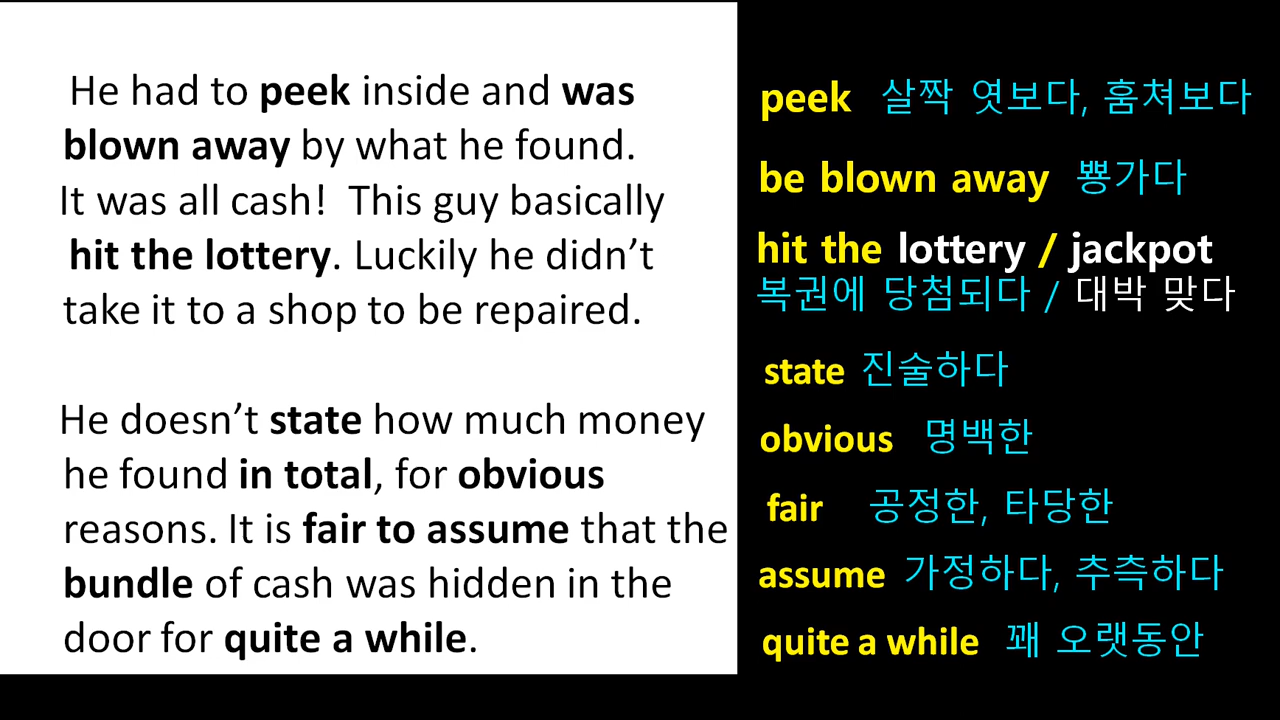 He had to peek inside and was
blown away by what he found.
It was all cash! This guy basically
hit the lottery. Luckily he didn’t
take it to a shop to be repaired.
He doesn’t state how much money
he found in total, for obvious
reasons. It is fair to assume that the
bundle of cash was hidden in the
door for quite a while.
peek 살짝 엿보다, 훔쳐보다
be blown away 뿅가다
hit the lottery / jackpot
복권에 당첨되다 / 대박 맞다
state 진술하다
obvious 명백한
fair 공정한, 타당한
assume 가정하다, 추측하다
quite a while 꽤 오랫동안